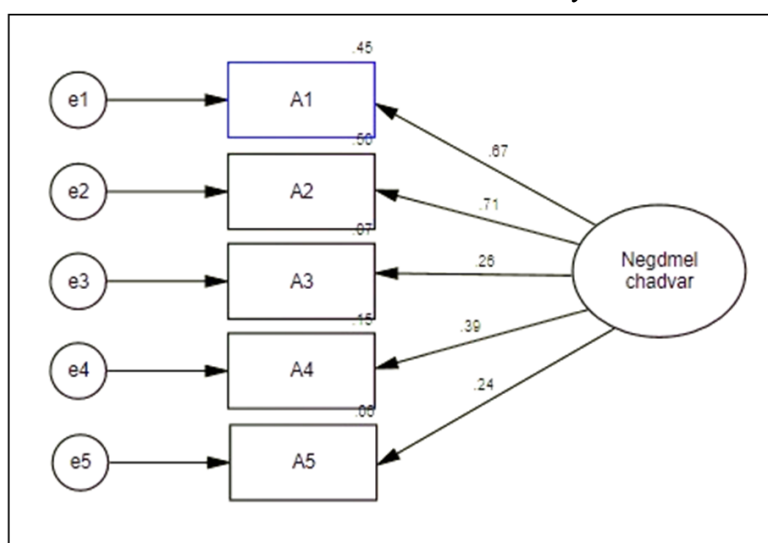 .45
e1
A1
.67
.50
e2
A2
.71
.07
e3
A3
.26
Negdmel
chadvar
.15
e4
A4
.39
.06
e5
A5
.24